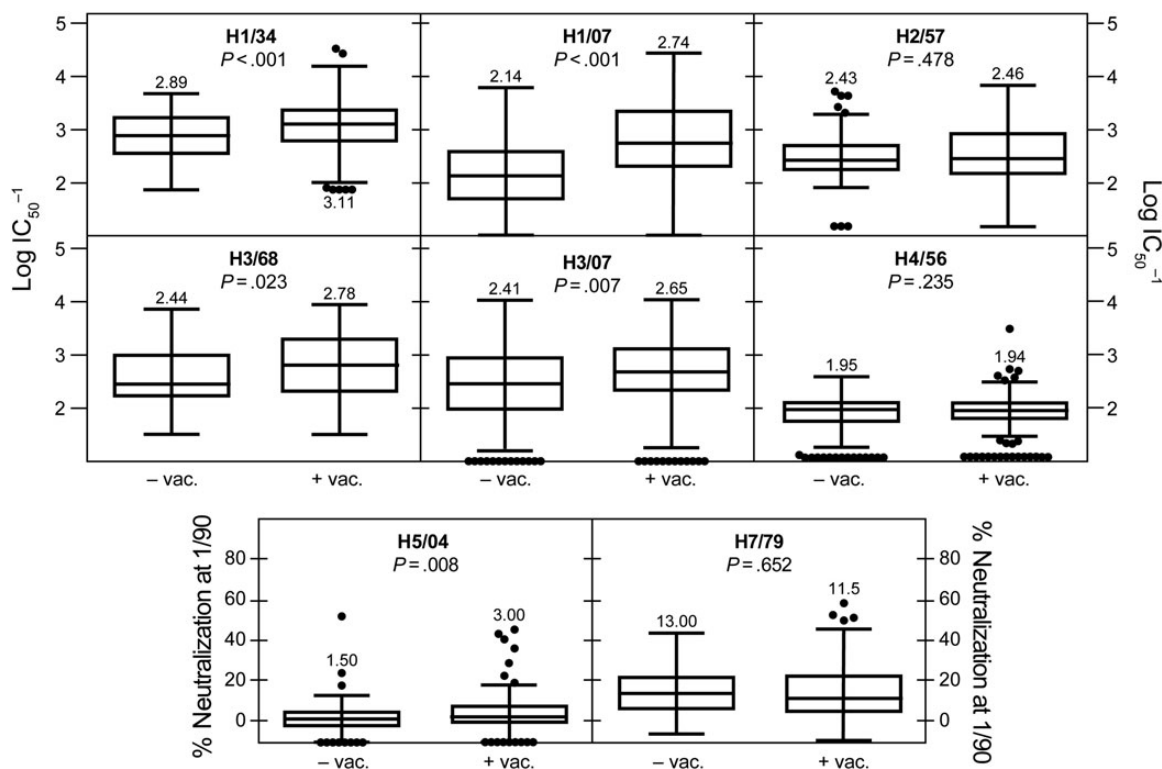 H1/34
P < .001
2.89
3.11
H1/07
P < .001
2.14
2.74
H2/57
P = .478
2.43
2.46
5
4
3
2
5
4
3
2
Log IC₅₀⁻¹
Log IC₅₀⁻¹
H3/68
P = .023
2.44
2.78
H3/07
P = .007
2.41
2.65
H4/56
P = .235
1.95
1.94
5
4
3
2
5
4
3
2
– vac.
+ vac.
– vac.
+ vac.
– vac.
+ vac.
% Neutralization at 1/90
80
60
40
20
0
H5/04
P = .008
1.50
3.00
H7/79
P = .652
13.00
11.5
80
60
40
20
0
% Neutralization at 1/90
– vac.
+ vac.
– vac.
+ vac.